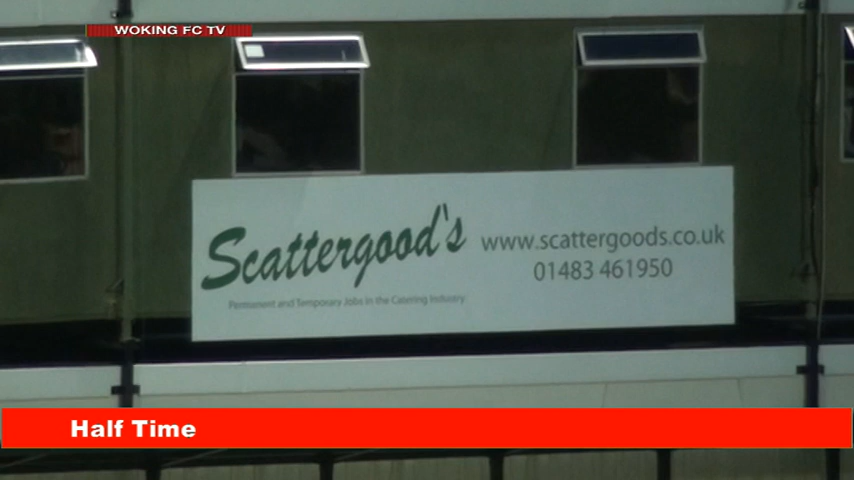 WOKING FC TV
Scattergood's
www.scattergoods.co.uk
01483 461950
Permanent and Temporary Jobs in the Catering Industry
Half Time